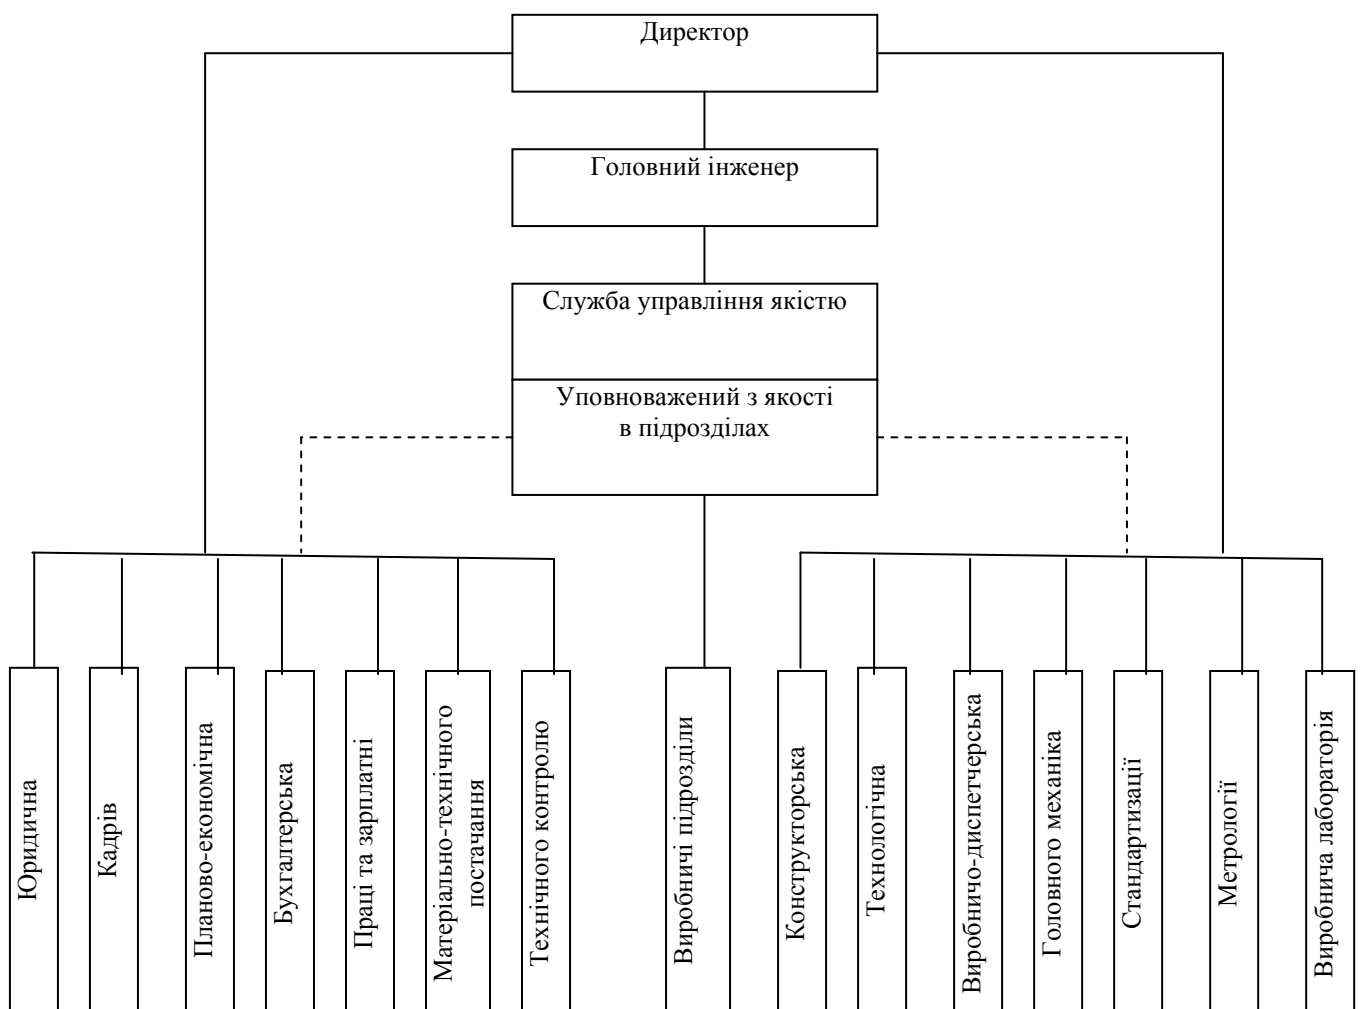 Директор
Головний інженер
Служба управління якістю
Уповноважений з якості
в підрозділах
Юридична
Кадрів
Планово-економічна
Бухгалтерська
Праці та зарплатні
Матеріально-технічного
постачання
Технічного контролю
Виробничі підрозділи
Конструкторська
Технологічна
Виробничо-диспетчерська
Головного механіка
Стандартизації
Метрології
Виробнича лабораторія